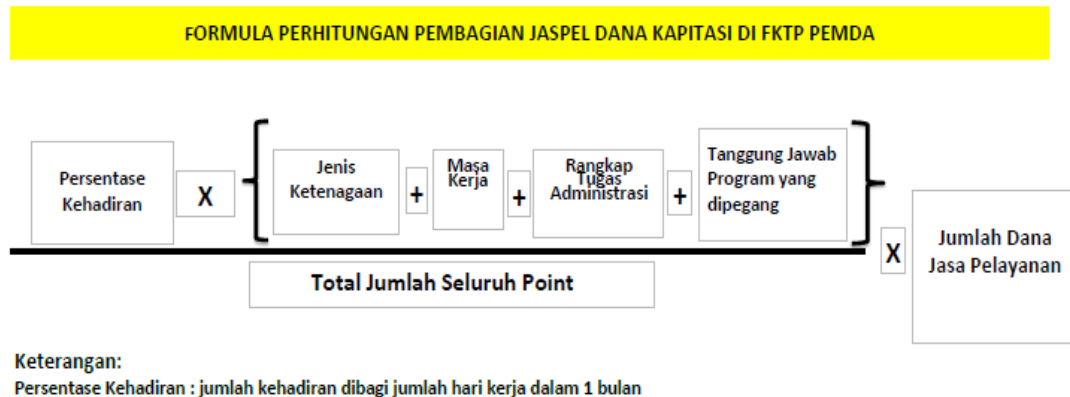 FORMULA PERHITUNGAN PEMBAGIAN JASPEL DANA KAPITASI DI FKTP PEMDA
Persentase
Kehadiran
X
Jenis
Ketenagaan
+
Masa
Kerja
+
Rangkap
Tugas
Administrasi
+
Tanggung Jawab
Program yang
dipegang
X
Jumlah Dana
Jasa Pelayanan
Total Jumlah Seluruh Point
Keterangan:
Persentase Kehadiran : jumlah kehadiran dibagi jumlah hari kerja dalam 1 bulan